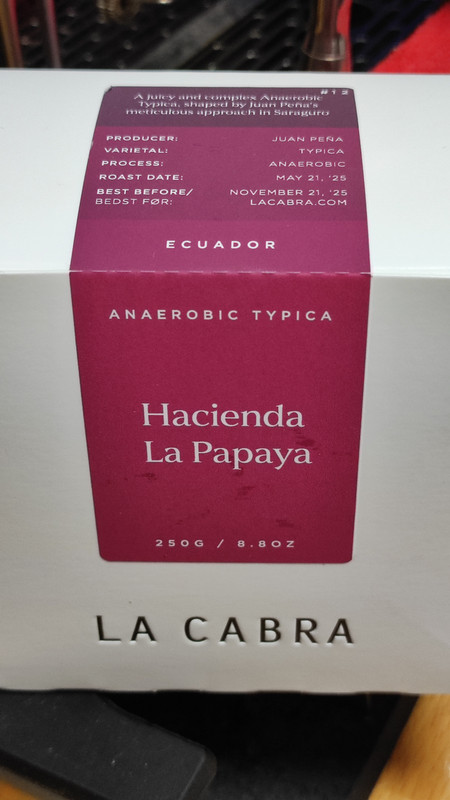 #12
A juicy and complex Anaerobic
Typica, shaped by Juan Peña's
meticulous approach in Saraguro
PRODUCER: JUAN PEÑA
VARIETAL: TYPICA
PROCESS: ANAEROBIC
ROAST DATE: MAY 21, '25
BEST BEFORE/ NOVEMBER 21, '25
BEDST FØR: LACABRA.COM
ECUADOR
ANAEROBIC TYPICA
Hacienda
La Papaya
250G / 8.8OZ
LA CABRA